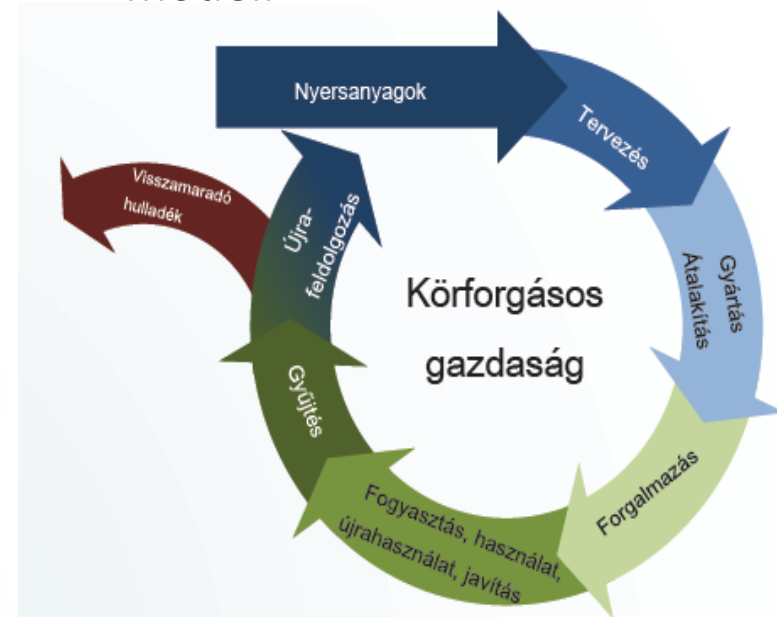 Nyersanyagok
Tervezés
Gyártás
Átalakítás
Forgalmazás
Fogyasztás, használat,
újrahasználat, javítás
Gyűjtés
Újra-
feldolgozás
Visszamaradó
hulladék
Körforgásos
gazdaság